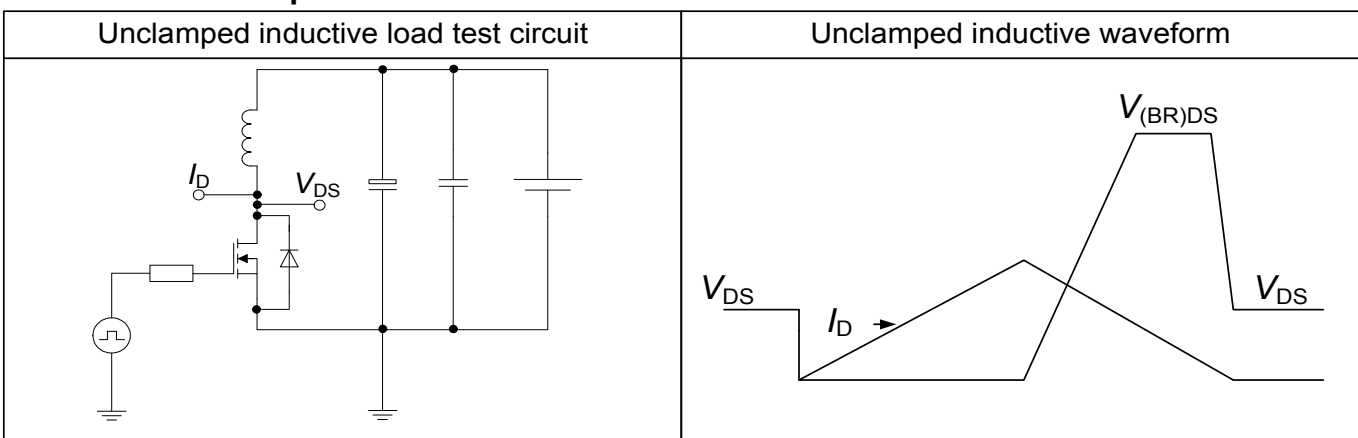 Unclamped inductive load test circuit
Unclamped inductive waveform
I_D
V_DS
V_(BR)DS
V_DS
I_D
V_DS